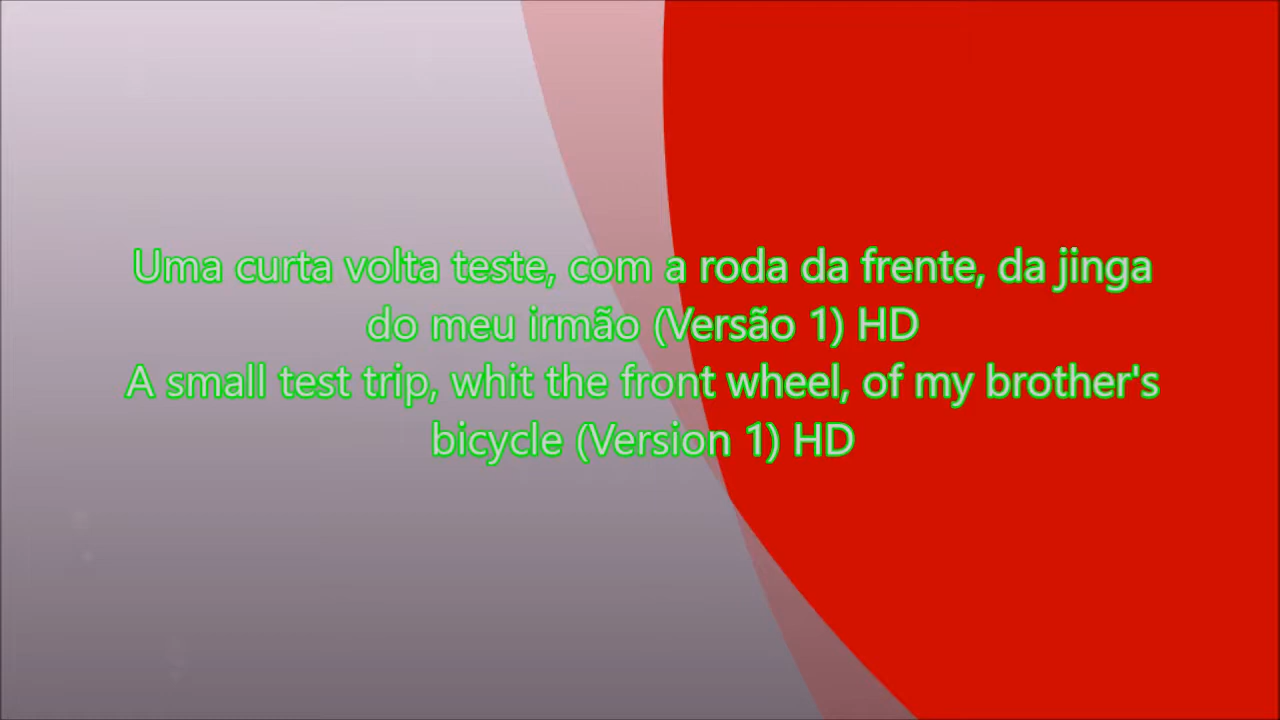 Uma curta volta teste, com a roda da frente, da jinga
do meu irmão (Versão 1) HD
A small test trip, whit the front wheel, of my brother's
bicycle (Version 1) HD